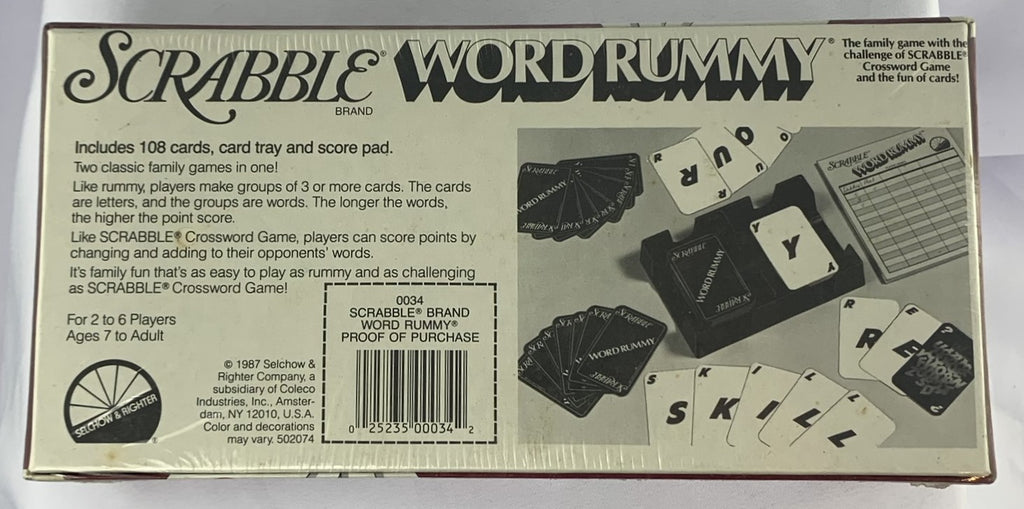 SCRABBLE®
BRAND
WORD RUMMY®
The family game with the
challenge of SCRABBLE®
Crossword Game
and the fun of cards!
Includes 108 cards, card tray and score pad.
Two classic family games in one!
Like rummy, players make groups of 3 or more cards. The cards
are letters, and the groups are words. The longer the words,
the higher the point score.
Like SCRABBLE® Crossword Game, players can score points by
changing and adding to their opponents' words.
It's family fun that's as easy to play as rummy and as challenging
as SCRABBLE® Crossword Game!
For 2 to 6 Players
Ages 7 to Adult
SELCHOW & RIGHTER
®
© 1987 Selchow &
Righter Company, a
subsidiary of Coleco
Industries, Inc., Amster-
dam, NY 12010, U.S.A.
Color and decorations
may vary. 502074
0034
SCRABBLE® BRAND
WORD RUMMY®
PROOF OF PURCHASE
0 25235 00034 2
WORD RUMMY
R R U O O
R
SCRABBLE
WORD RUMMY
SCRABBLE
Y
Y
Y
SCRABBLE
WORD RUMMY
SCRABBLE
WORD RUMMY
SCRABBLE
R E ?
R E
?
S K I L L
S K I L L